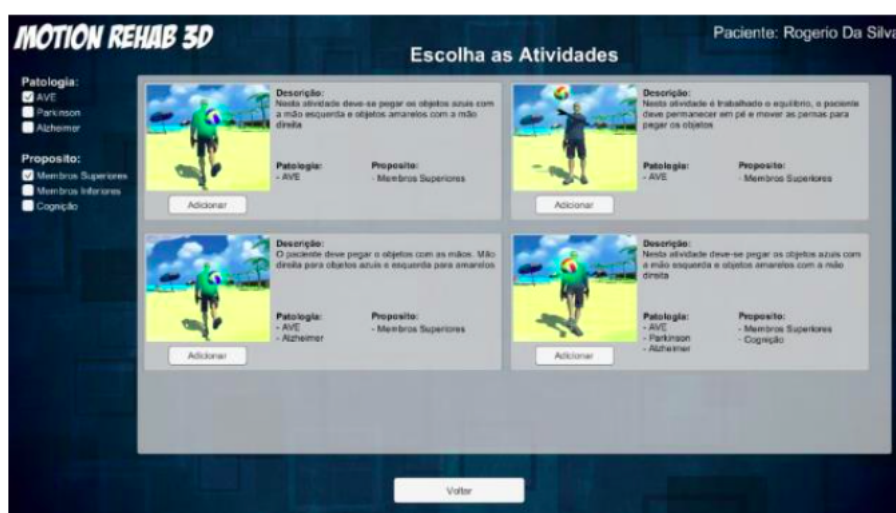 MOTION REHAB 3D
Paciente: Rogerio Da Silva
Escolha as Atividades
Patologia:
AVE
Parkinson
Alzheimer
Proposito:
Membros Superiores
Membros Inferiores
Cognição
Descrição:
Nesta atividade deve-se pegar os objetos azuis com
a mão esquerda e objetos amarelos com a mão
direita
Patologia:
- AVE
Proposito:
- Membros Superiores
Adicionar
Descrição:
Nesta atividade é trabalhado o equilíbrio, o paciente
deve permanecer em pé e mover as pernas para
pegar os objetos
Patologia:
- AVE
Proposito:
- Membros Superiores
Adicionar
Descrição:
O paciente deve pegar o objetos com as mãos. Mão
direita para objetos azuis e esquerda para amarelos
Patologia:
- AVE
- Alzheimer
Proposito:
- Membros Superiores
Adicionar
Descrição:
Nesta atividade deve-se pegar os objetos azuis com
a mão esquerda e objetos amarelos com a mão
direita
Patologia:
- AVE
- Parkinson
- Alzheimer
Proposito:
- Membros Superiores
- Cognição
Adicionar
Voltar